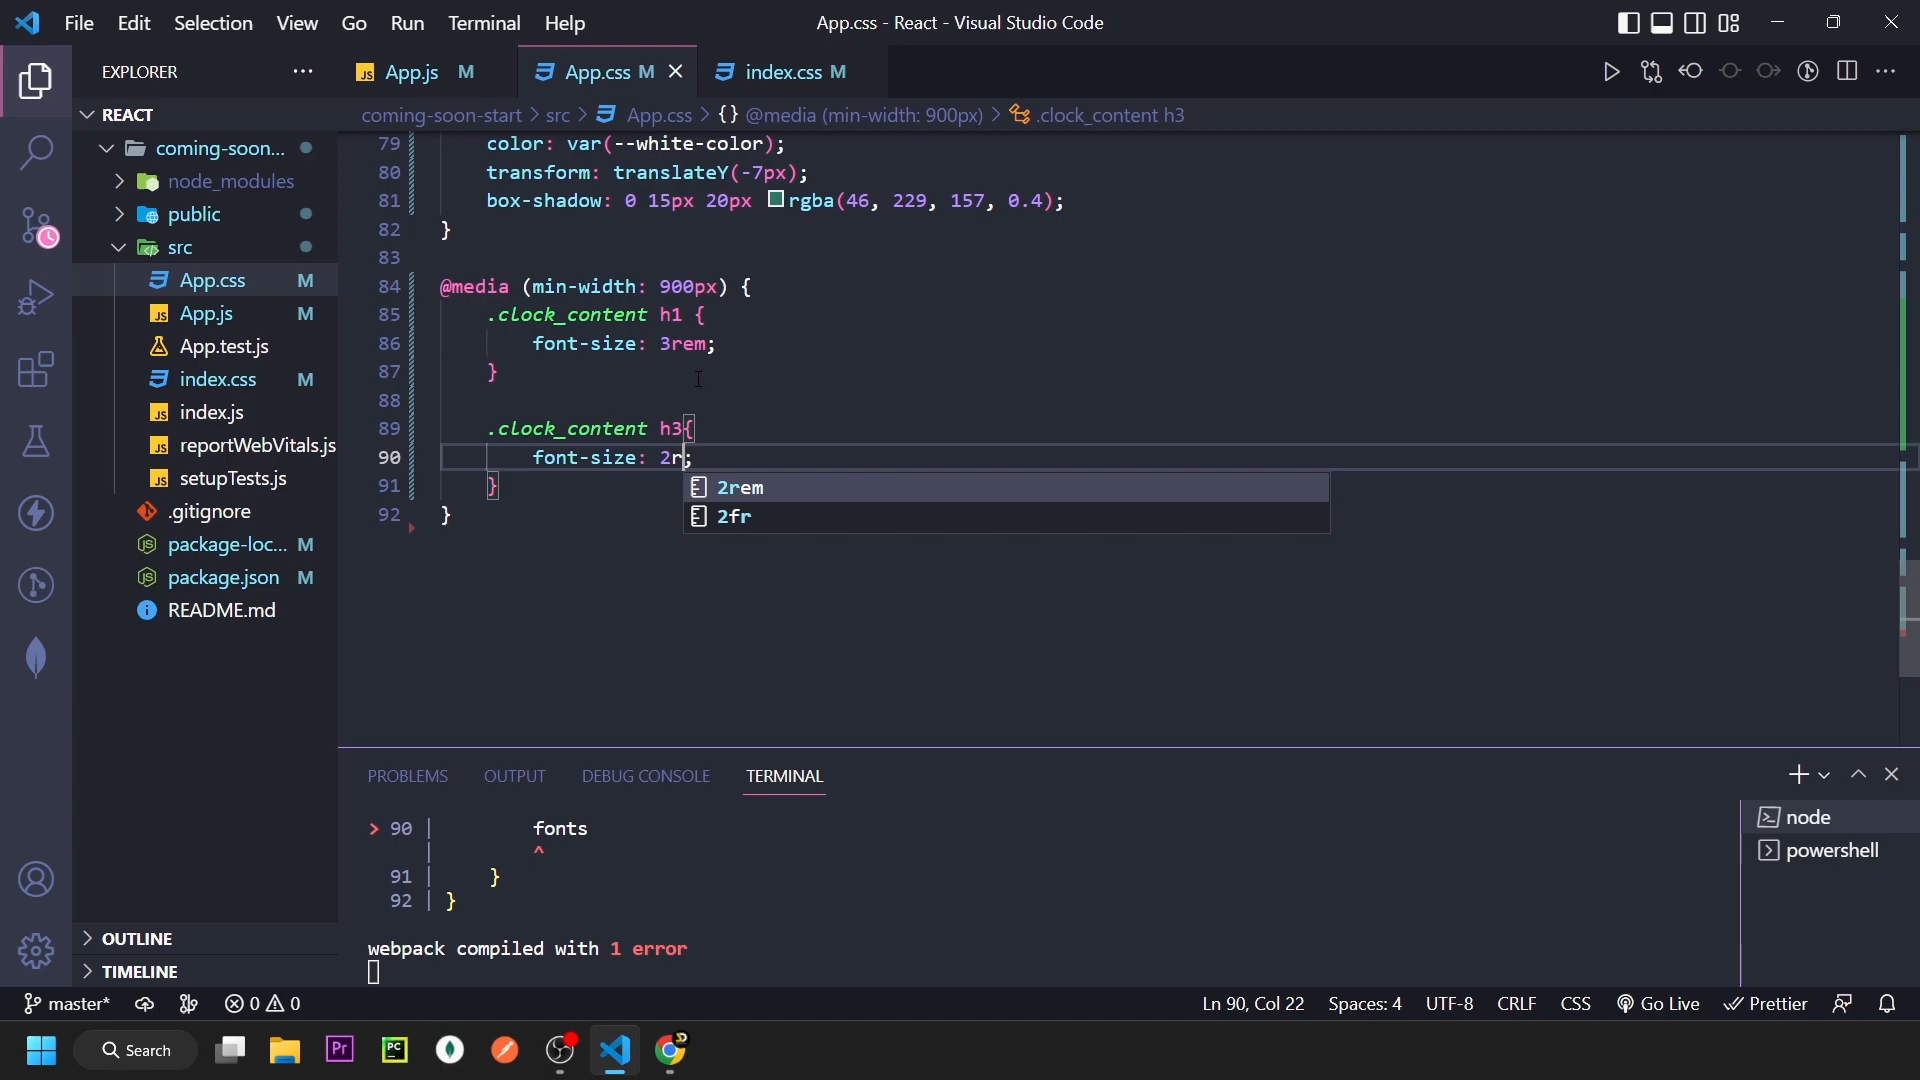 File Edit Selection View Go Run Terminal Help
App.css - React - Visual Studio Code
EXPLORER
JS App.js M
App.css M
index.css M
REACT
coming-soon-start > src > App.css > {} @media (min-width: 900px) > .clock_content h3
coming-soon...
node_modules
public
src
App.css M
JS App.js M
App.test.js
index.css M
JS index.js
JS reportWebVitals.js
JS setupTests.js
.gitignore
package-loc... M
package.json M
README.md
OUTLINE
TIMELINE
79 color: var(--white-color);
80 transform: translateY(-7px);
81 box-shadow: 0 15px 20px rgba(46, 229, 157, 0.4);
82 }
83
84 @media (min-width: 900px) {
85 .clock_content h1 {
86 font-size: 3rem;
87 }
88
89 .clock_content h3{
90 font-size: 2r;
91 }
92 }
2rem
2fr
PROBLEMS OUTPUT DEBUG CONSOLE TERMINAL
> 90 | fonts
| ^
91 | }
92 | }
webpack compiled with 1 error
node
powershell
master* 0 0
Ln 90, Col 22 Spaces: 4 UTF-8 CRLF CSS Go Live Prettier
Search
Pr
PC